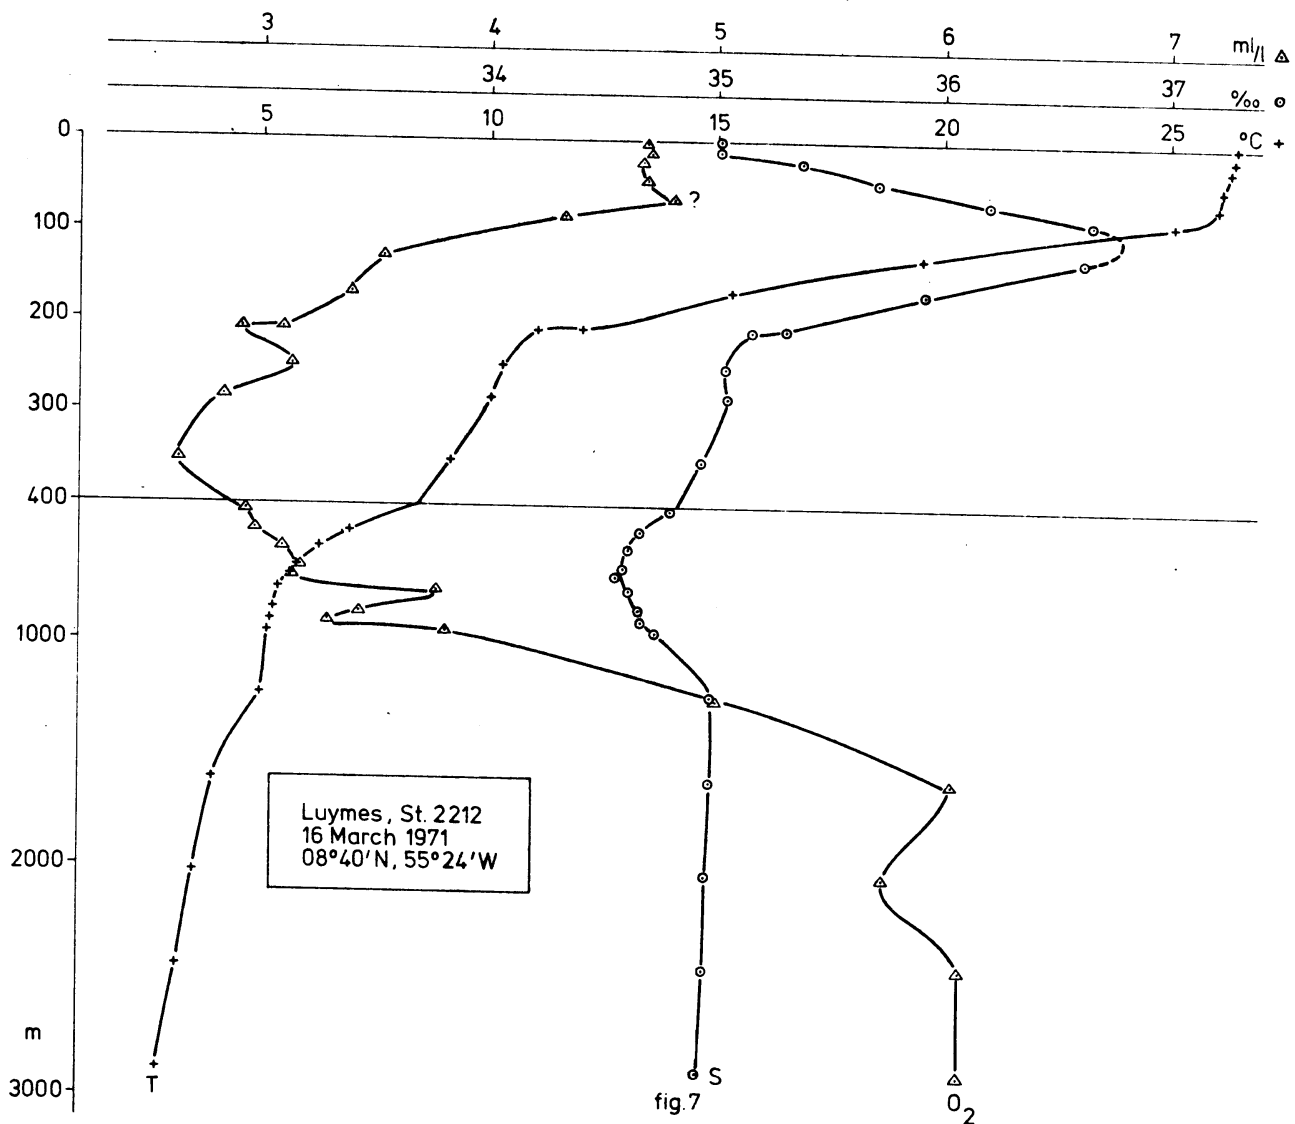 3 4 5 6 7 ml/l
34 35 36 37 ‰
5 10 15 20 25 °C
0
?
100
200
300
400
1000
Luymes, St. 2212
16 March 1971
08°40'N, 55°24'W
2000
m
3000
T
S
fig.7
O2